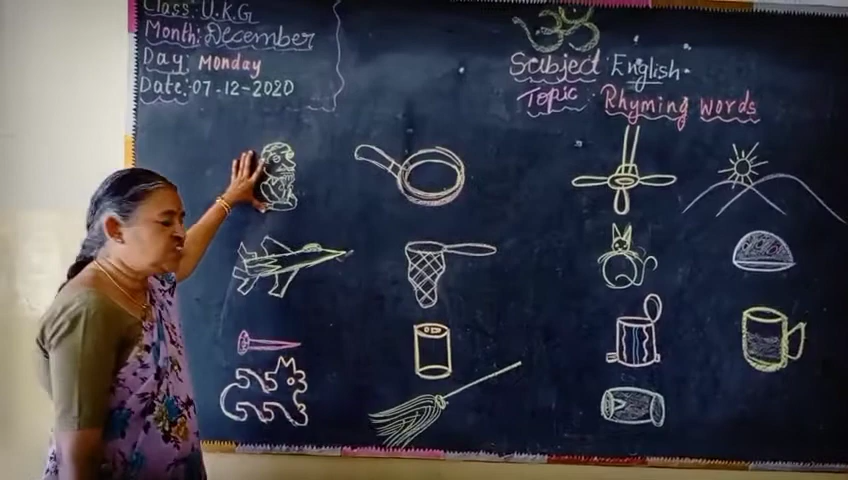 Class: U.K.G
Month: December
Day: Monday
Date: 07-12-2020
ॐ
Subject: English
Topic: Rhyming words